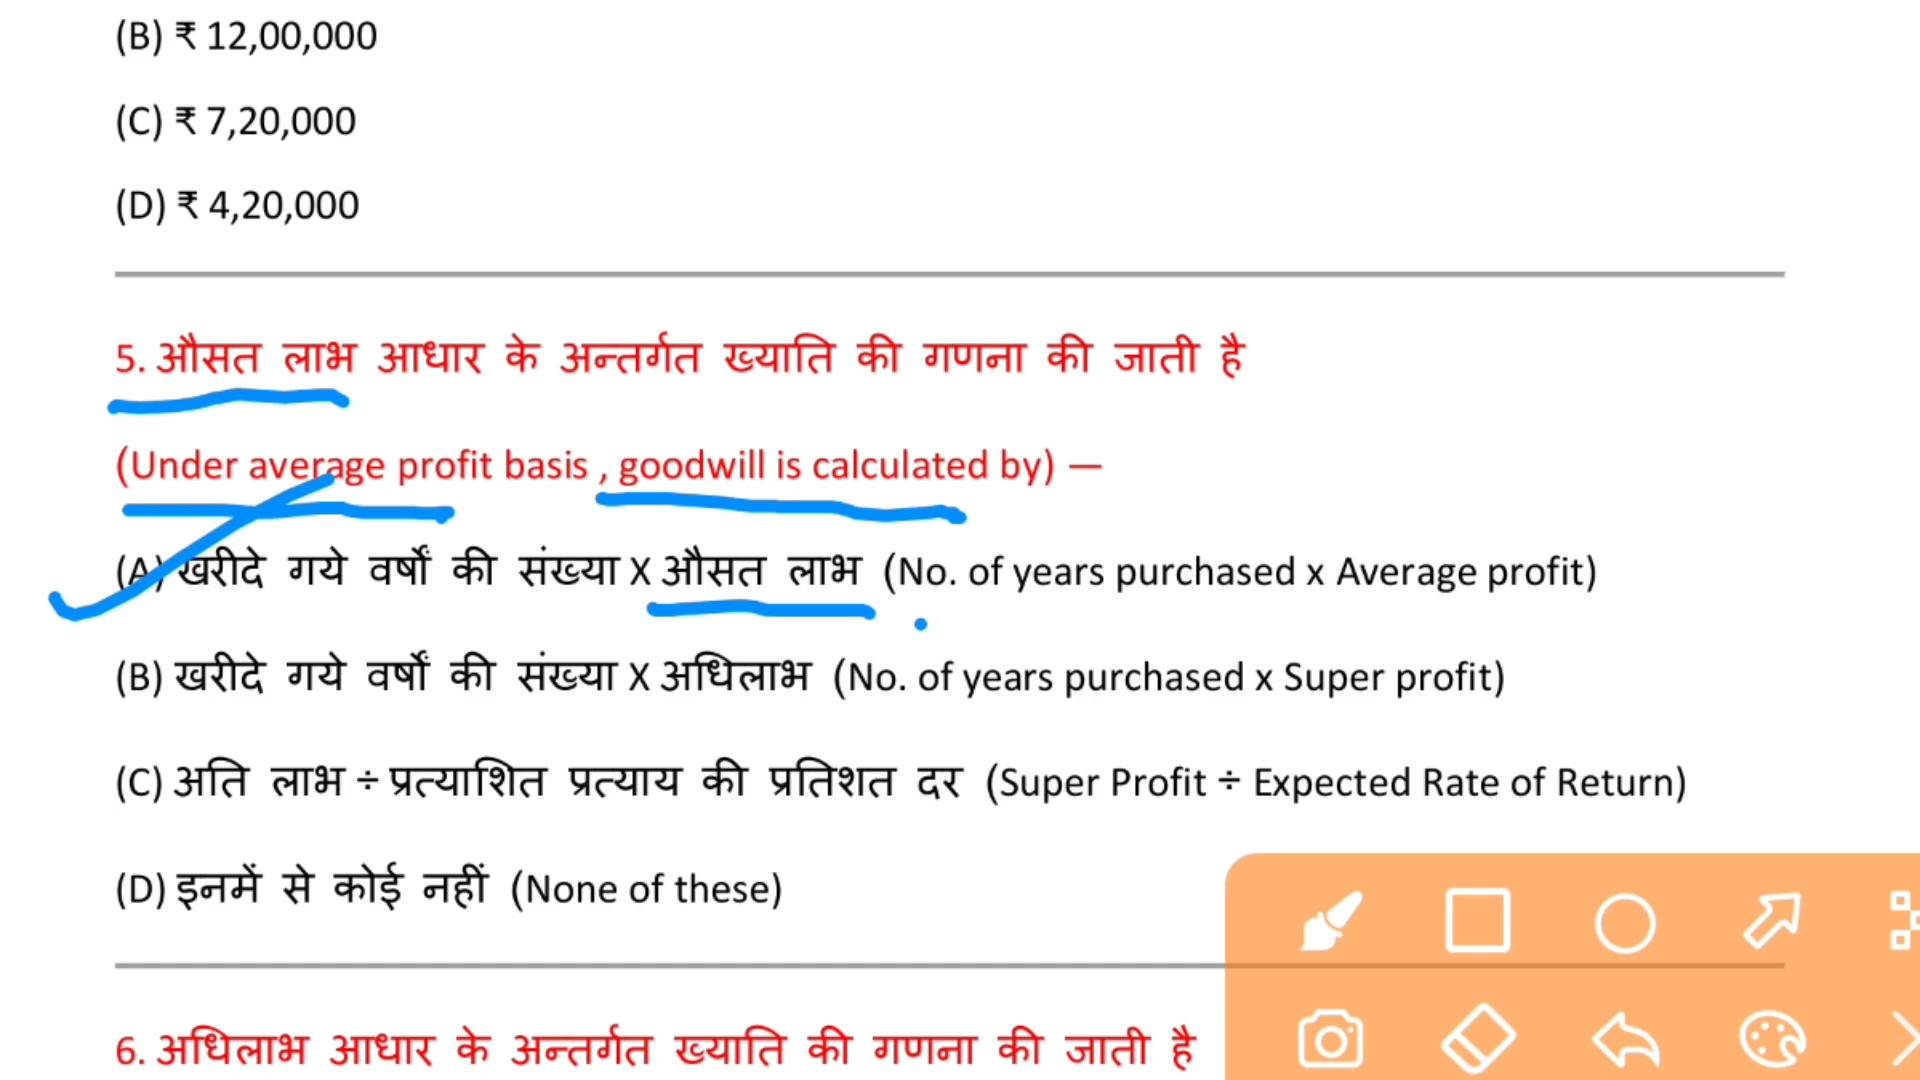 (B) ₹ 12,00,000
(C) ₹ 7,20,000
(D) ₹ 4,20,000
5. औसत लाभ आधार के अन्तर्गत ख्याति की गणना की जाती है
(Under average profit basis , goodwill is calculated by) —
(A) खरीदे गये वर्षों की संख्या X औसत लाभ (No. of years purchased x Average profit)
(B) खरीदे गये वर्षों की संख्या X अधिलाभ (No. of years purchased x Super profit)
(C) अति लाभ ÷ प्रत्याशित प्रत्याय की प्रतिशत दर (Super Profit ÷ Expected Rate of Return)
(D) इनमें से कोई नहीं (None of these)
6. अधिलाभ आधार के अन्तर्गत ख्याति की गणना की जाती है